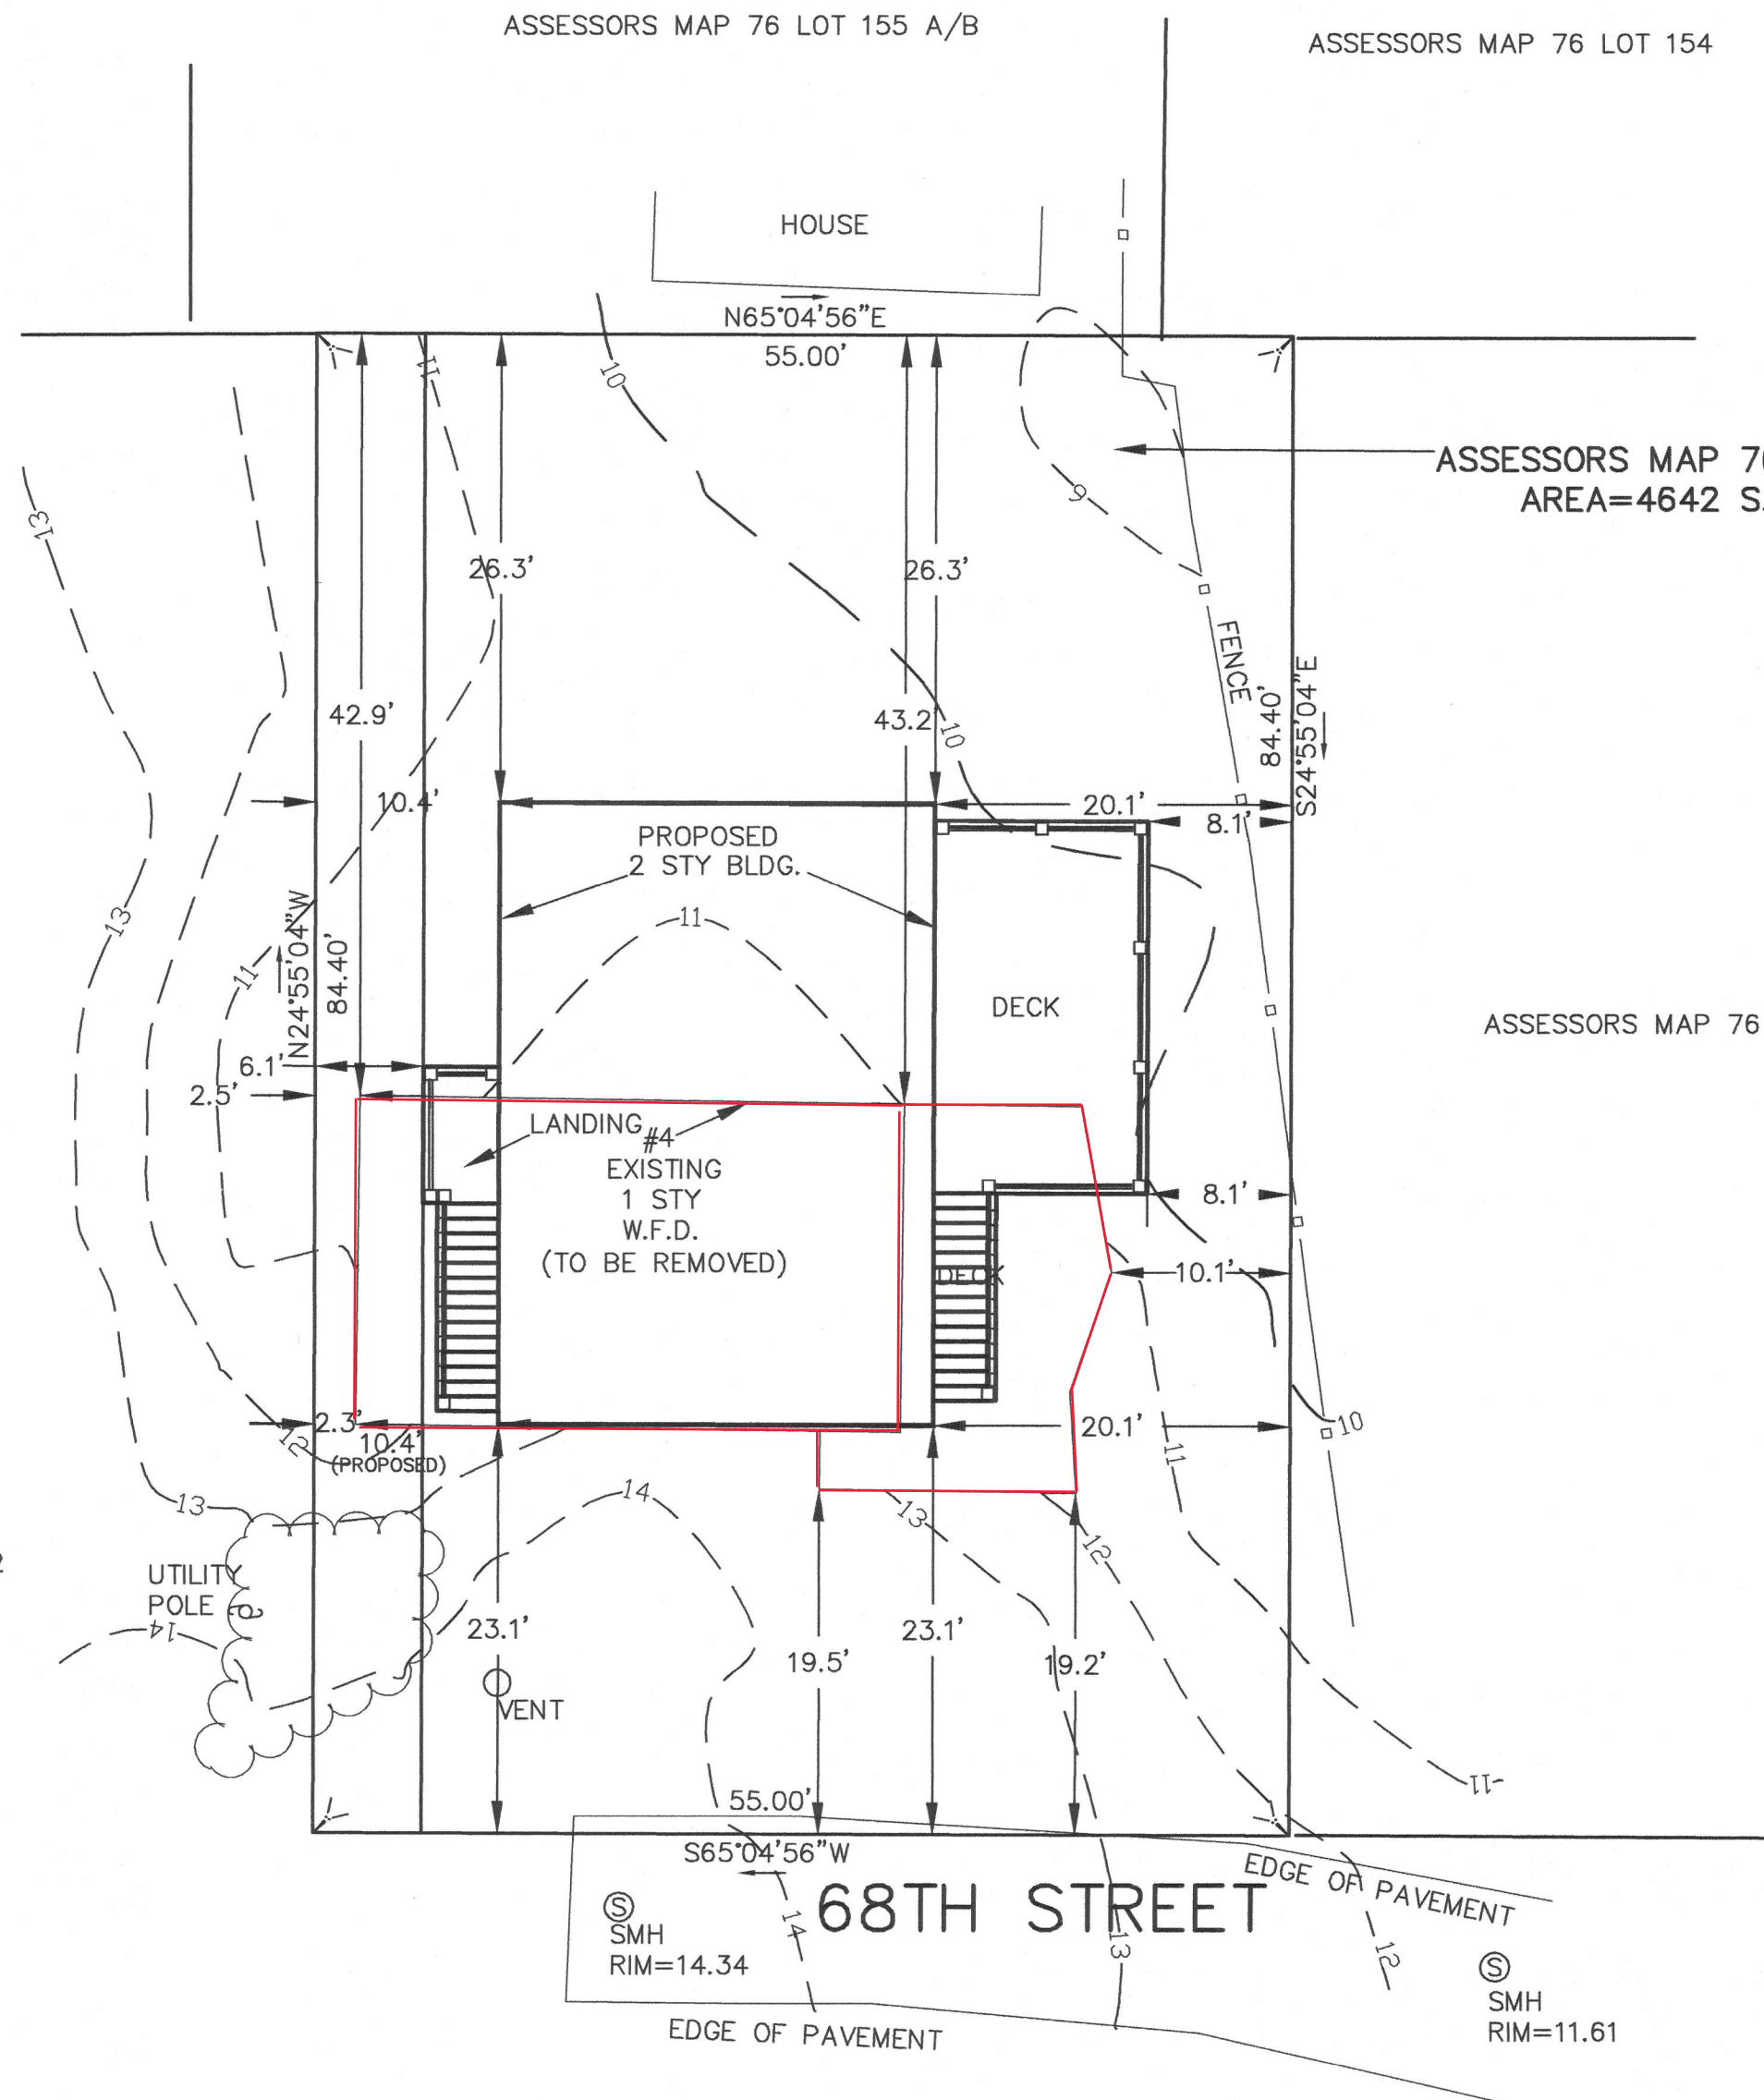 ASSESSORS MAP 76 LOT 155 A/B
ASSESSORS MAP 76 LOT 154
HOUSE
N65°04'56"E
55.00'
10
11
9
ASSESSORS MAP
AREA=4642
13
26.3'
26.3'
FENCE
42.9'
43.2'
10
84.40'
S24°55'04"E
10.4'
20.1'
8.1'
PROPOSED
2 STY BLDG.
13
11
N24°55'04"W
84.40'
11
DECK
ASSESSORS MAP 76
6.1'
2.5'
LANDING
#4
EXISTING
1 STY
W.F.D.
(TO BE REMOVED)
8.1'
DECK
10.1'
2.3'
12
10.4'
(PROPOSED)
20.1'
10
11
13
14
13
12
UTILITY
POLE
14
23.1'
19.5'
23.1'
19.2'
VENT
11
55.00'
S65°04'56"W
68TH STREET
EDGE OF PAVEMENT
S
SMH
RIM=14.34
14
13
12
S
SMH
RIM=11.61
EDGE OF PAVEMENT